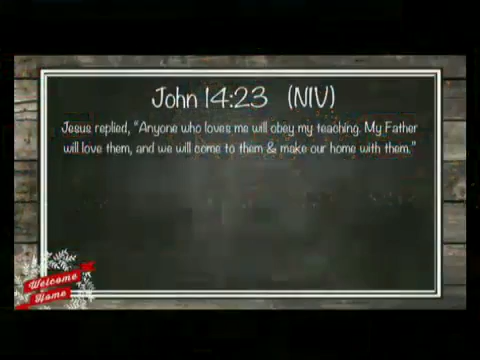 John 14:23 (NIV)
Jesus replied, "Anyone who loves me will obey my teaching. My Father
will love them, and we will come to them & make our home with them."
Welcome
Home